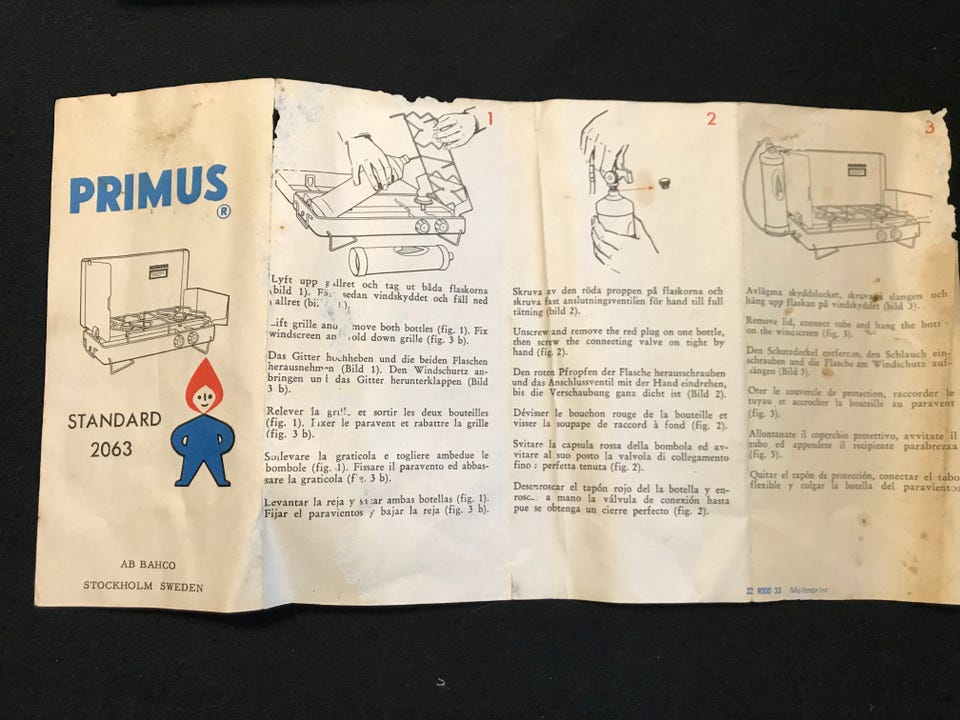 PRIMUS
®
STANDARD
2063
AB BAHCO
STOCKHOLM SWEDEN
1
Lyft upp gallret och tag ut båda flaskorna
(bild 1). sedan vindskyddet och fäll ned
gallret
Lift grille and move both bottles (fig. 1). Fix
windscreen and fold down grille (fig. 3 b).
Das Gitter hochheben und die beiden Flaschen
herausnehmen (Bild 1). Den Windschurtz an-
bringen und das Gitter herunterklappen (Bild
3 b).
Relever la grille et sortir les deux bouteilles
(fig. 1). Fixer le paravent et rabattre la grille
(fig. 3 b).
Sollevare la graticola e togliere ambedue le
bombole (fig. 1). Fissare il paravento ed abbas-
sare la graticola (fig. 3 b).
Levantar la reja y sacar ambas botellas (fig. 1).
Fijar el paravientos y bajar la reja (fig. 3 b).
2
Skruva av den röda proppen på flaskorna och
skruva fast anslutningsventilen för hand till full
tätning (bild 2).
Unscrew and remove the red plug on one bottle,
then screw the connecting valve on tight by
hand (fig. 2).
Den roten Pfropfen der Flasche herausschrauben
und das Anschlussventil mit der Hand eindrehen,
bis die Verschaubung ganz dicht ist (Bild 2).
Dévisser le bouchon rouge de la bouteille et
visser la soupape de raccord à fond (fig. 2).
Svitare la capsula rossa della bombola ed av-
vitare al suo posto la valvola di collegamento
fino a perfetta tenuta (fig. 2).
Desenroscar el tapón rojo del la botella y en-
a mano la válvula de conexión hasta
pue se obtenga un cierre perfecto (fig. 2).
3
Avlägsna skyddslocket, skruva i slangen och
häng upp flaskan på vindskyddet (bild 3).
Remove lid, connect tube and hang the bottle
on the windscreen (fig. 3).
Den Schutzdeckel entfernen, den Schlauch ein-
schrauben und die Flasche am Windschutz auf-
hängen (Bild 3).
Oter le couvercle de protection, raccorder le
tuyau et accrocher la bouteille au paravent
(fig. 3).
Allontanate il coperchio protettivo, avvitate il
tubo ed appendete il recipiente parabrezza
(fig. 3).
Quitar el tapón de protección, conectar el tubo
flexible y colgar la botella del paravientos
22 9000 33